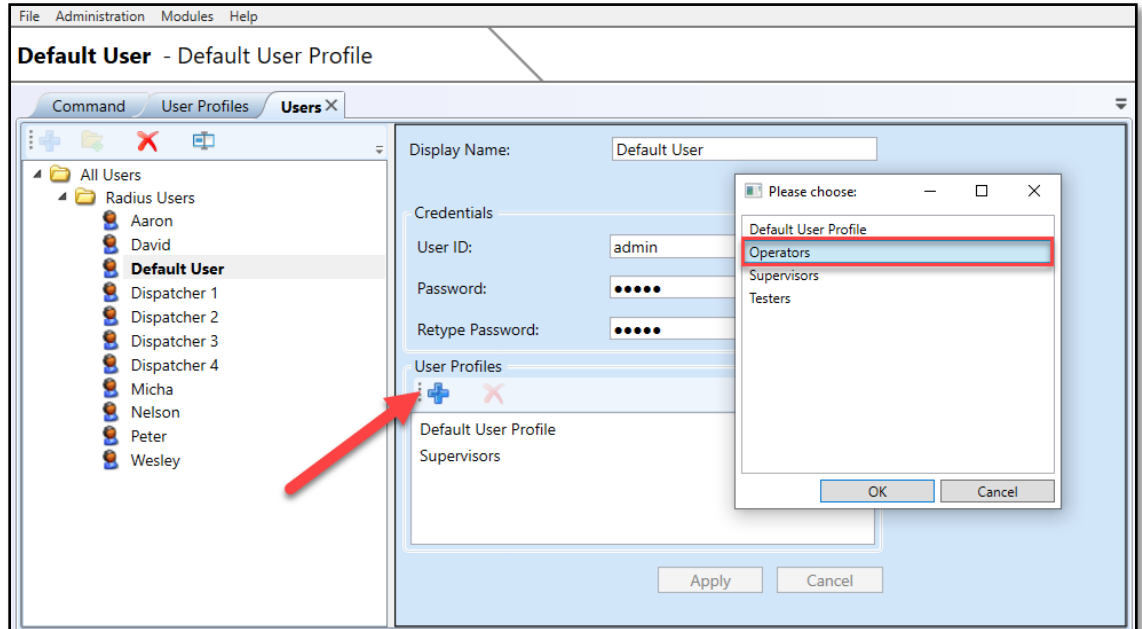 File Administration Modules Help
Default User - Default User Profile
Command User Profiles Users
All Users
Radius Users
Aaron
David
Default User
Dispatcher 1
Dispatcher 2
Dispatcher 3
Dispatcher 4
Micha
Nelson
Peter
Wesley
Display Name: Default User
Credentials
User ID: admin
Password: ●●●●●
Retype Password: ●●●●●
User Profiles
Default User Profile
Supervisors
Apply Cancel
Please choose:
Default User Profile
Operators
Supervisors
Testers
OK Cancel